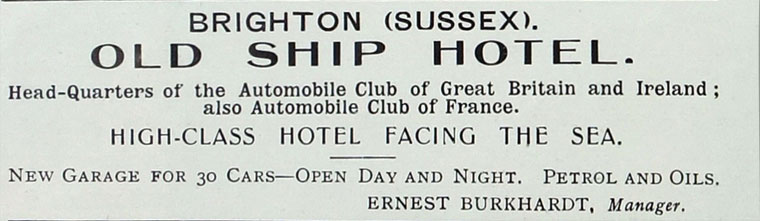 BRIGHTON (SUSSEX).
OLD SHIP HOTEL.
Head-Quarters of the Automobile Club of Great Britain and Ireland;
also Automobile Club of France.
HIGH-CLASS HOTEL FACING THE SEA.
NEW GARAGE FOR 30 CARS—OPEN DAY AND NIGHT. PETROL AND OILS.
ERNEST BURKHARDT, Manager.